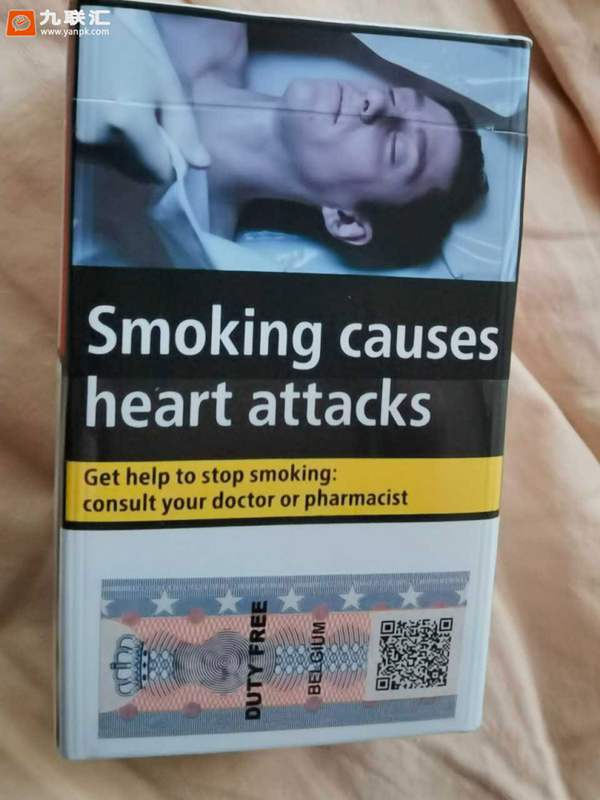 九联汇
www.yanpk.com
Smoking causes
heart attacks
Get help to stop smoking:
consult your doctor or pharmacist
DUTY FREE
BELGIUM